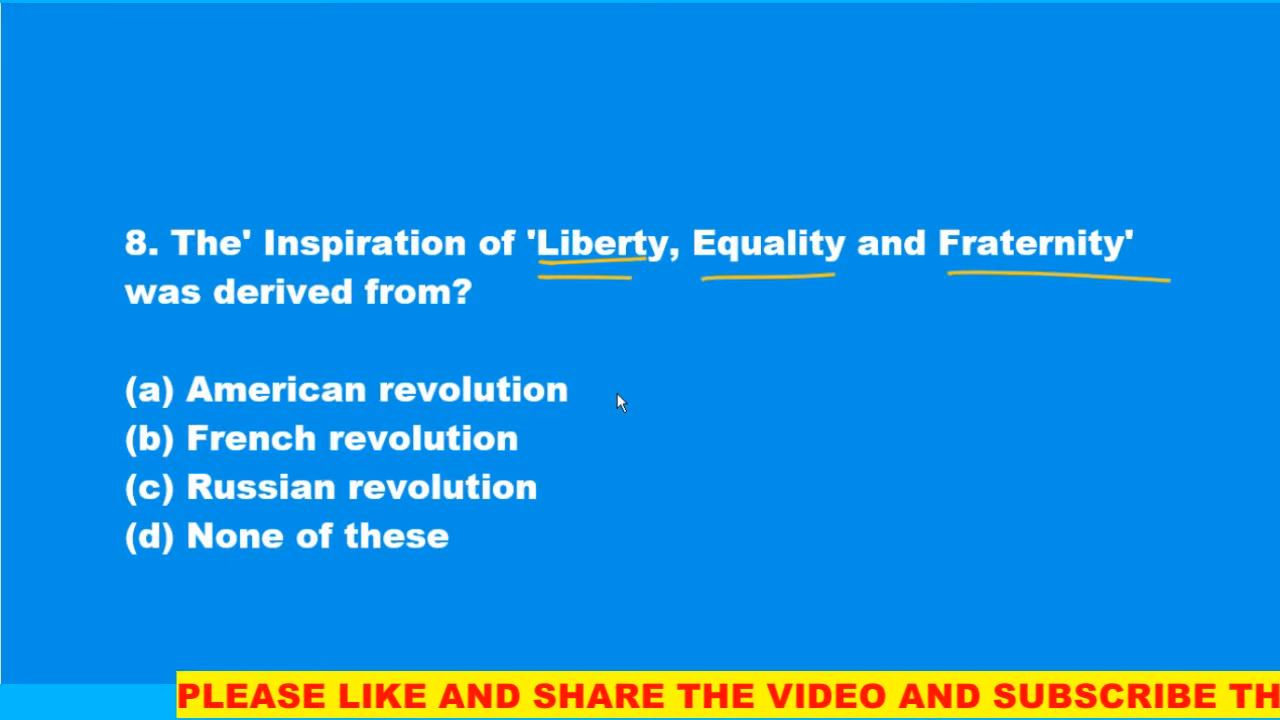 8. The' Inspiration of 'Liberty, Equality and Fraternity'
was derived from?
(a) American revolution
(b) French revolution
(c) Russian revolution
(d) None of these
PLEASE LIKE AND SHARE THE VIDEO AND SUBSCRIBE TH